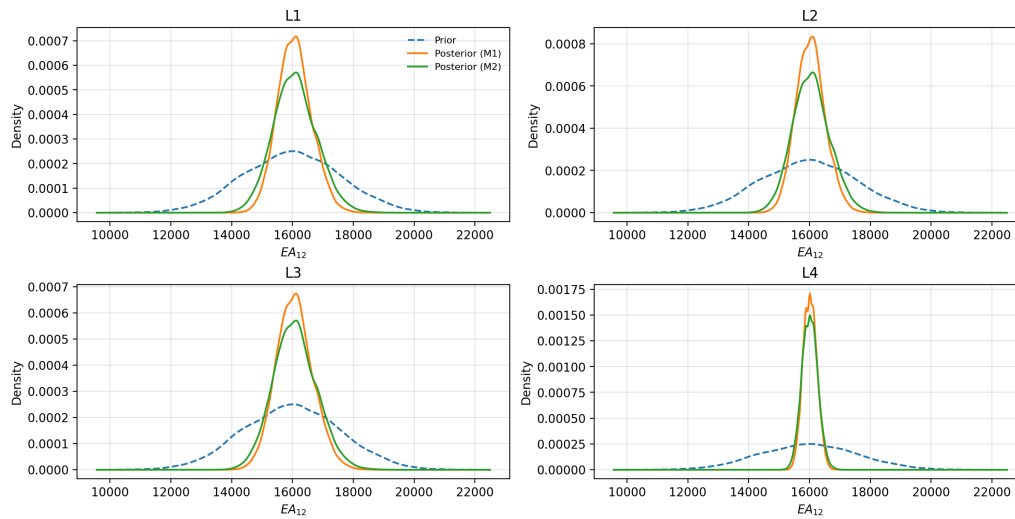 L1
0.0007
0.0006
0.0005
0.0004
0.0003
0.0002
0.0001
0.0000
Density
10000 12000 14000 16000 18000 20000 22000
EA₁₂
Prior
Posterior (M1)
Posterior (M2)
L2
0.0008
0.0006
0.0004
0.0002
0.0000
Density
10000 12000 14000 16000 18000 20000 22000
EA₁₂
L3
0.0007
0.0006
0.0005
0.0004
0.0003
0.0002
0.0001
0.0000
Density
10000 12000 14000 16000 18000 20000 22000
EA₁₂
L4
0.00175
0.00150
0.00125
0.00100
0.00075
0.00050
0.00025
0.00000
Density
10000 12000 14000 16000 18000 20000 22000
EA₁₂